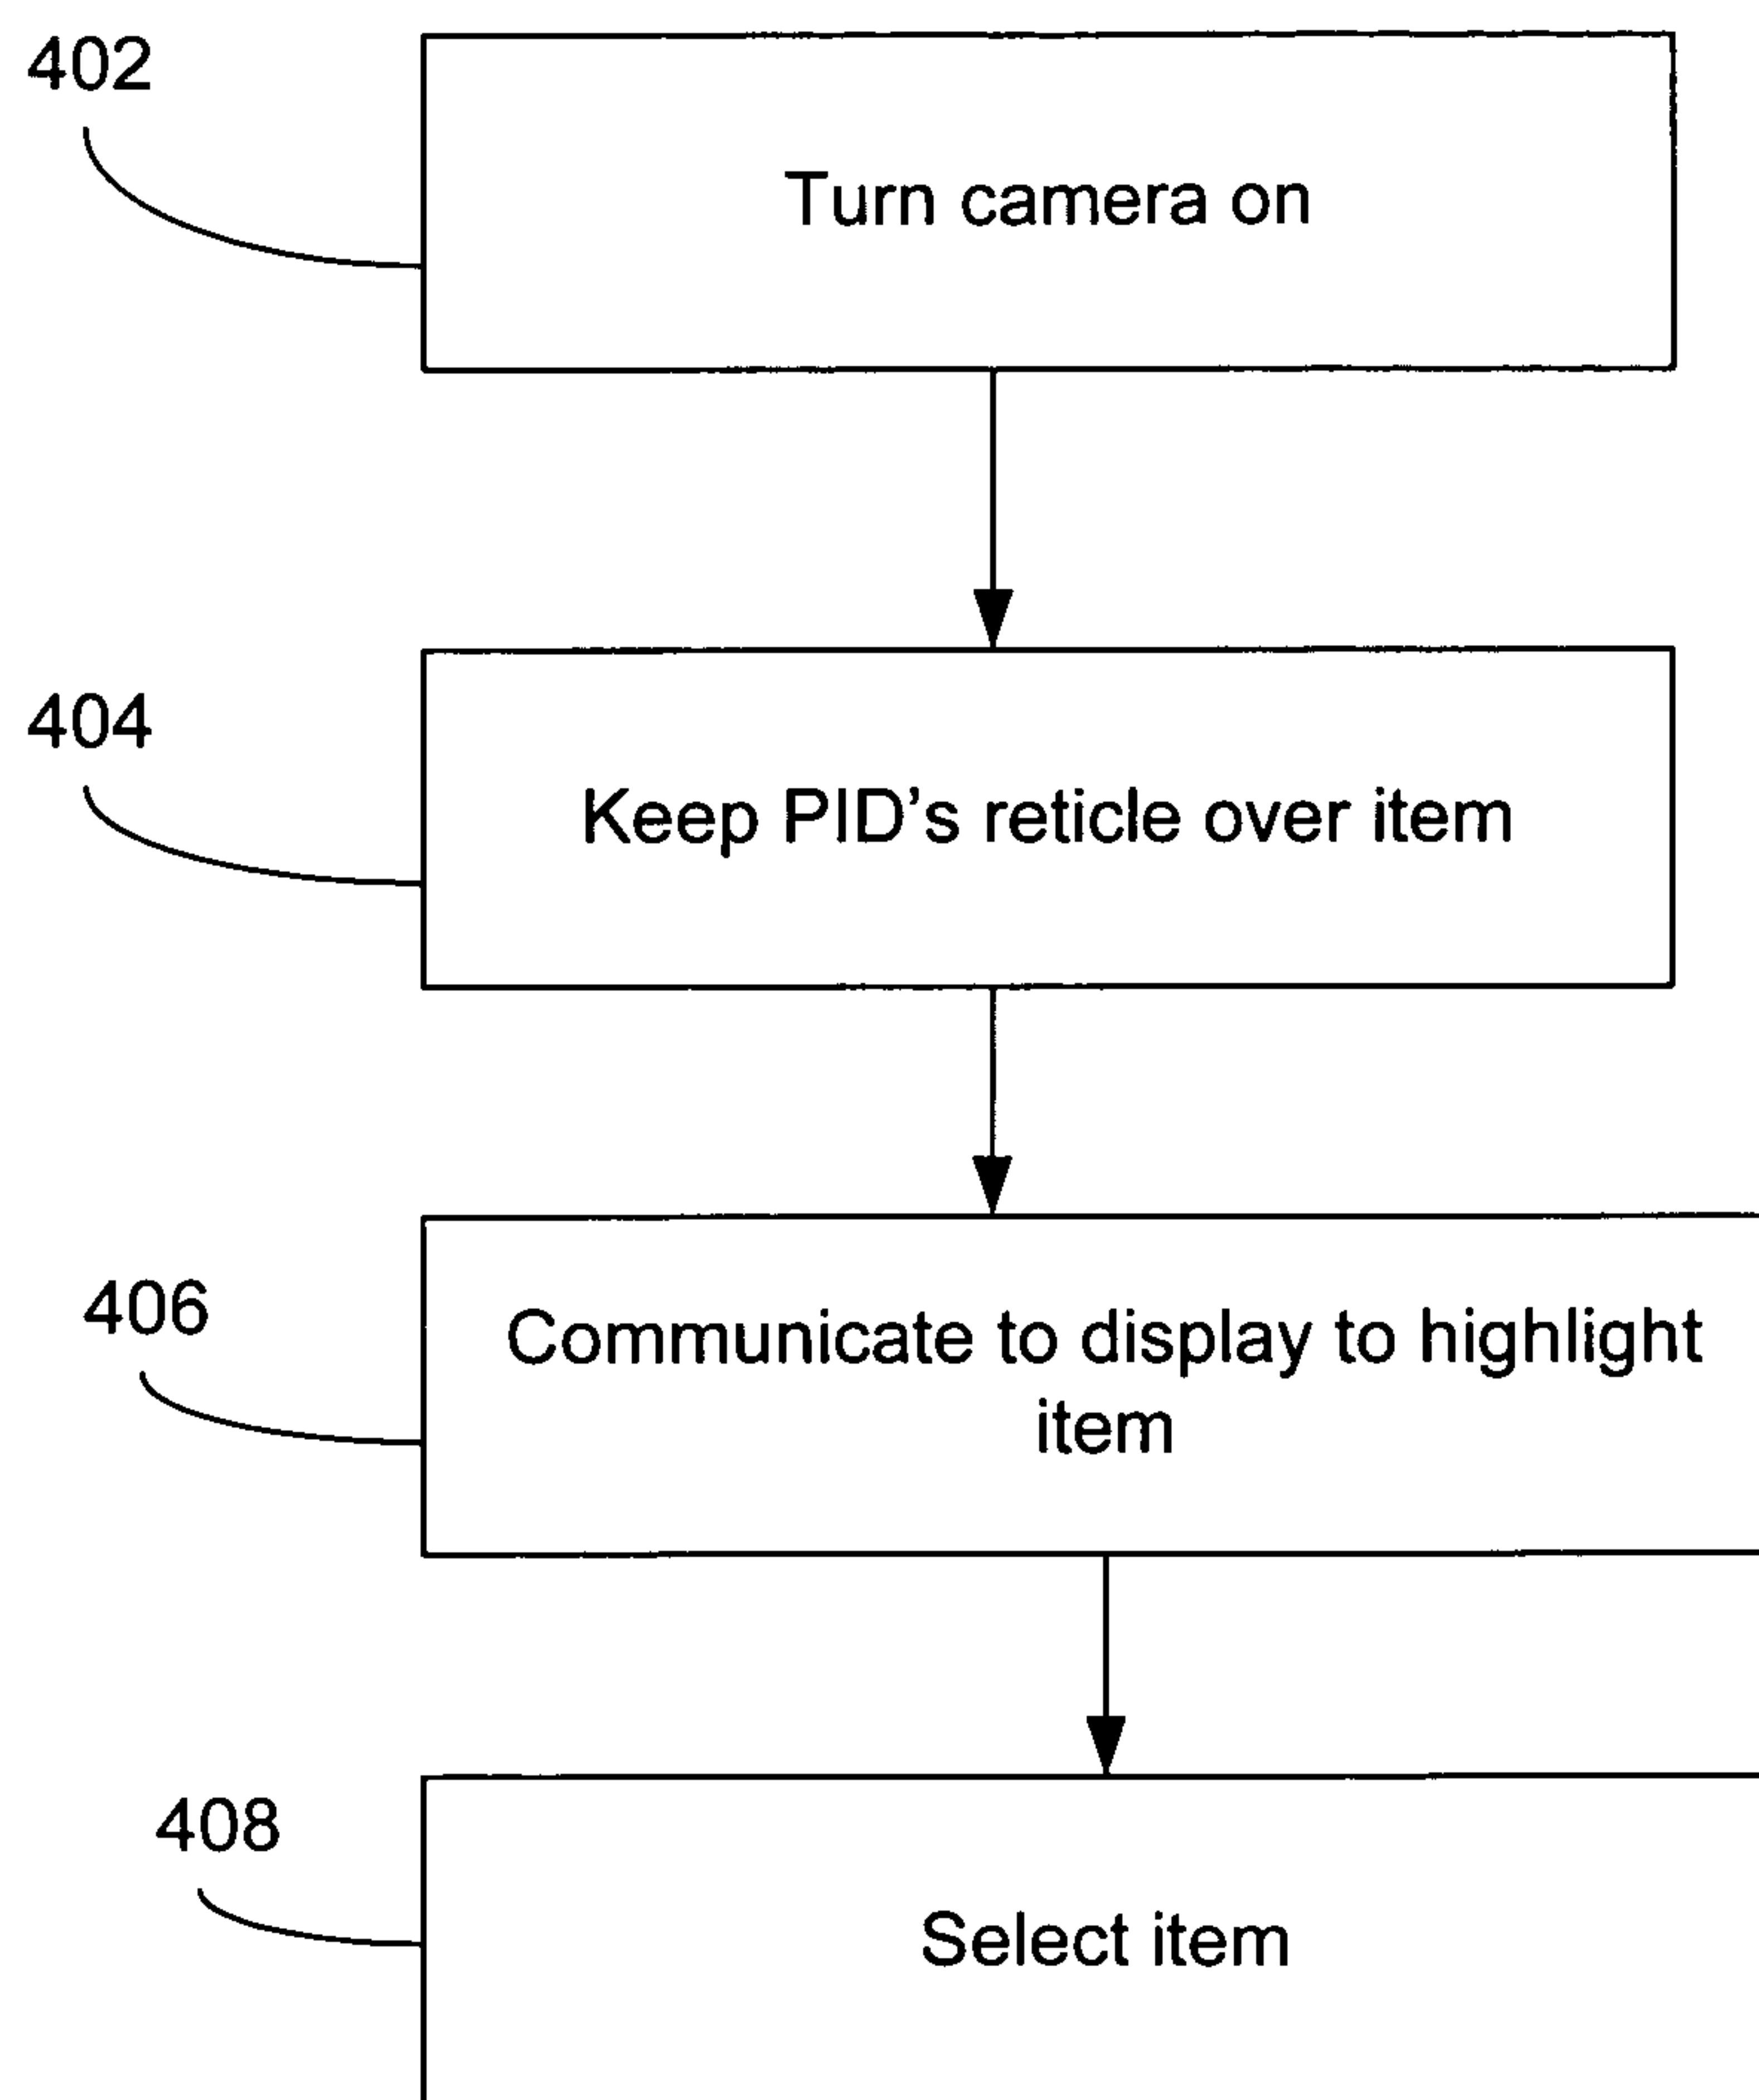 402
Turn camera on
404
Keep PID’s reticle over item
406
Communicate to display to highlight
item
408
Select item